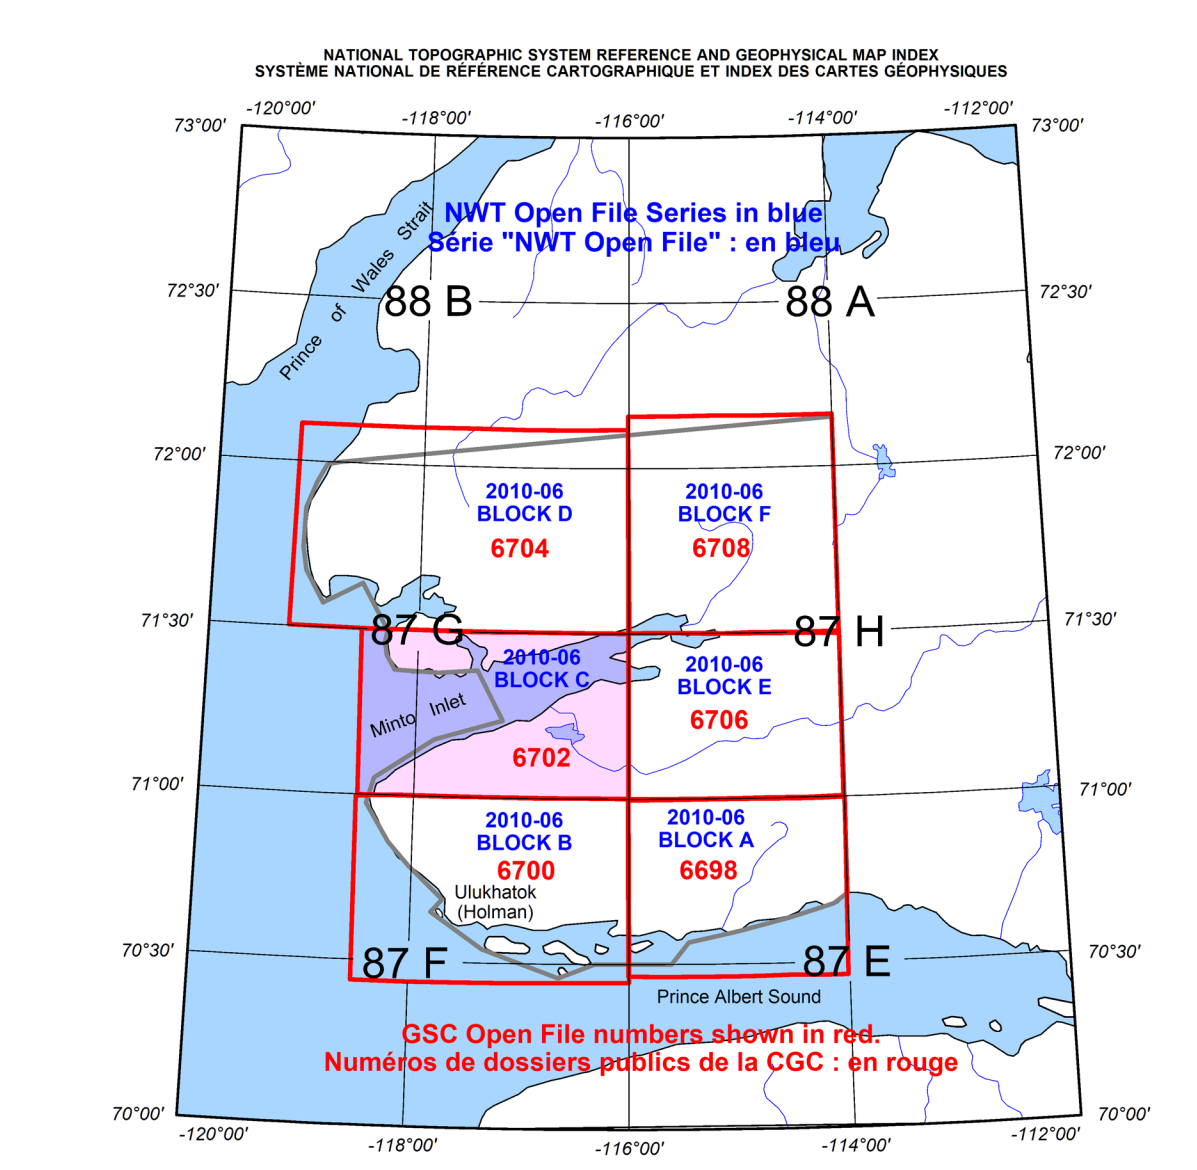 NATIONAL TOPOGRAPHIC SYSTEM REFERENCE AND GEOPHYSICAL MAP INDEX
SYSTÈME NATIONAL DE RÉFÉRENCE CARTOGRAPHIQUE ET INDEX DES CARTES GÉOPHYSIQUES
-120°00' -118°00' -116°00' -114°00' -112°00'
73°00' 73°00'
NWT Open File Series in blue
Série "NWT Open File" : en bleu
Prince of Wales Strait
72°30' 88 B 88 A 72°30'
72°00' 72°00'
2010-06 2010-06
BLOCK D BLOCK F
6704 6708
71°30' 87 G 87 H 71°30'
2010-06 2010-06
BLOCK C BLOCK E
Minto Inlet 6706
6702
71°00' 71°00'
2010-06 2010-06
BLOCK B BLOCK A
6700 6698
Ulukhatok
(Holman)
70°30' 87 F 87 E 70°30'
Prince Albert Sound
GSC Open File numbers shown in red.
Numéros de dossiers publics de la CGC : en rouge
70°00' 70°00'
-120°00' -118°00' -116°00' -114°00' -112°00'